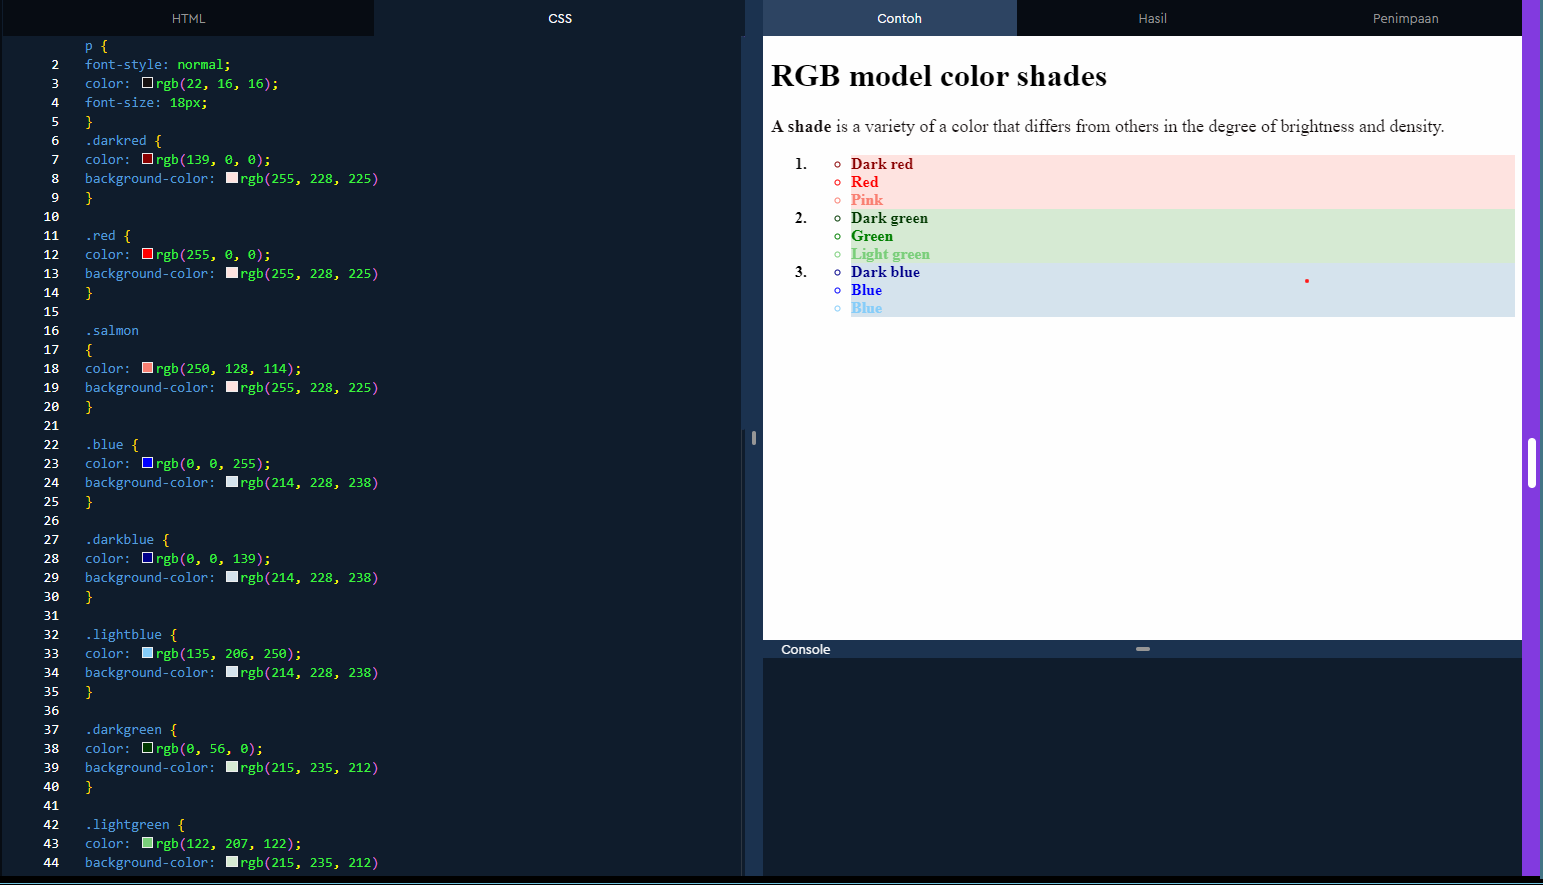 HTML
CSS
p {
2 font-style: normal;
3 color: rgb(22, 16, 16);
4 font-size: 18px;
5 }
6 .darkred {
7 color: rgb(139, 0, 0);
8 background-color: rgb(255, 228, 225)
9 }
10
11 .red {
12 color: rgb(255, 0, 0);
13 background-color: rgb(255, 228, 225)
14 }
15
16 .salmon
17 {
18 color: rgb(250, 128, 114);
19 background-color: rgb(255, 228, 225)
20 }
21
22 .blue {
23 color: rgb(0, 0, 255);
24 background-color: rgb(214, 228, 238)
25 }
26
27 .darkblue {
28 color: rgb(0, 0, 139);
29 background-color: rgb(214, 228, 238)
30 }
31
32 .lightblue {
33 color: rgb(135, 206, 250);
34 background-color: rgb(214, 228, 238)
35 }
36
37 .darkgreen {
38 color: rgb(0, 56, 0);
39 background-color: rgb(215, 235, 212)
40 }
41
42 .lightgreen {
43 color: rgb(122, 207, 122);
44 background-color: rgb(215, 235, 212)
Contoh
Hasil
Penimpaan
RGB model color shades
A shade is a variety of a color that differs from others in the degree of brightness and density.
1. Dark red
Red
Pink
2. Dark green
Green
Light green
3. Dark blue
Blue
Blue
Console